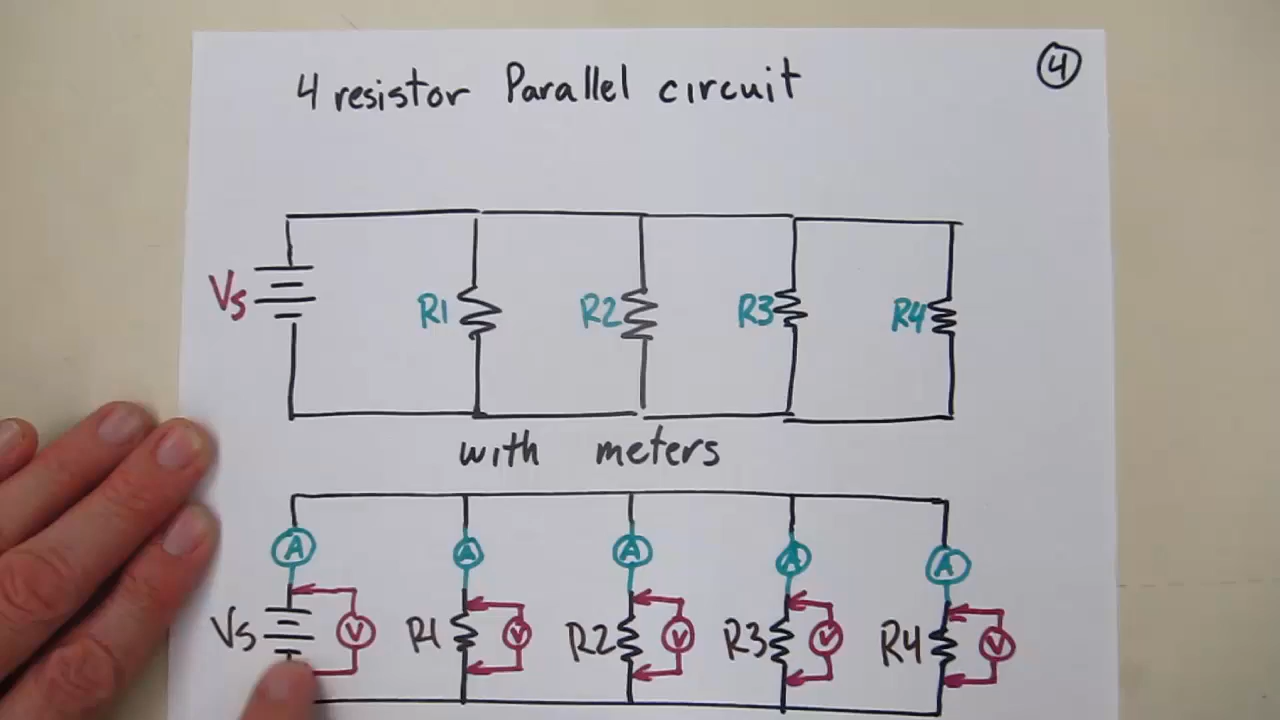 4 resistor Parallel circuit
4
Vs R1 R2 R3 R4
with meters
A A A A A
Vs V R1 V R2 V R3 V R4 V